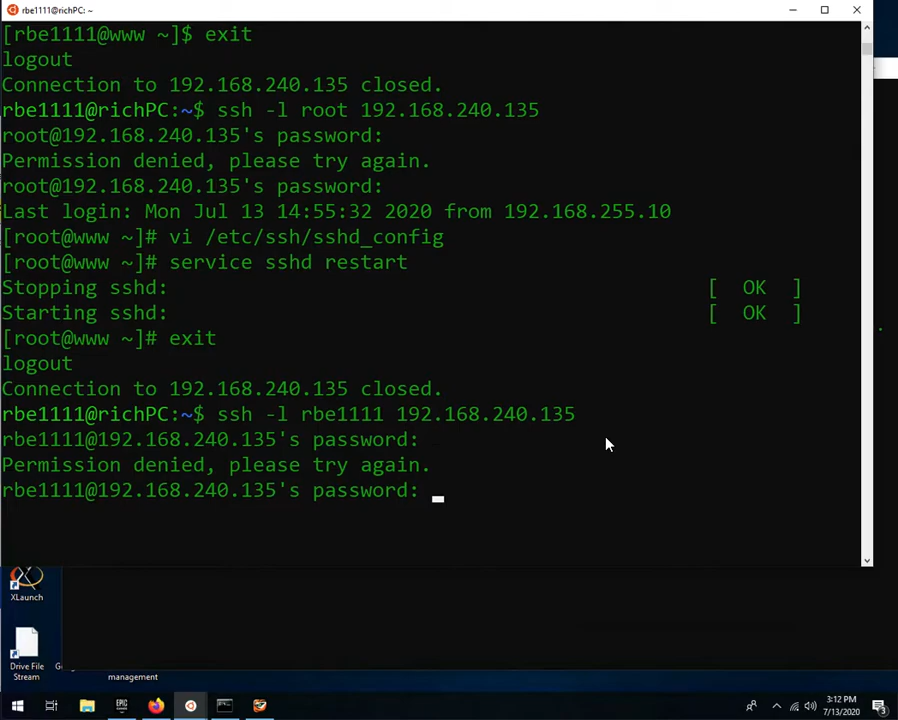 rbe1111@richPC: ~
[rbe1111@www ~]$ exit
logout
Connection to 192.168.240.135 closed.
rbe1111@richPC:~$ ssh -l root 192.168.240.135
root@192.168.240.135's password:
Permission denied, please try again.
root@192.168.240.135's password:
Last login: Mon Jul 13 14:55:32 2020 from 192.168.255.10
[root@www ~]# vi /etc/ssh/sshd_config
[root@www ~]# service sshd restart
Stopping sshd: [ OK ]
Starting sshd: [ OK ]
[root@www ~]# exit
logout
Connection to 192.168.240.135 closed.
rbe1111@richPC:~$ ssh -l rbe1111 192.168.240.135
rbe1111@192.168.240.135's password:
Permission denied, please try again.
rbe1111@192.168.240.135's password:
XLaunch
Drive File
Stream
management
EPIC
3:12 PM
7/13/2020
3